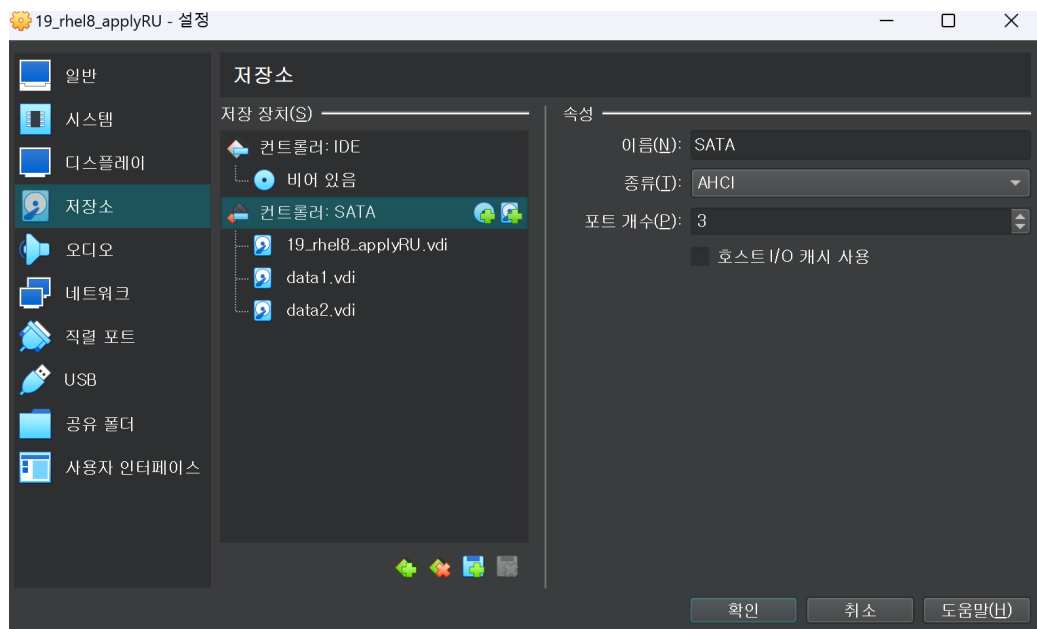 19_rhel8_applyRU - 설정
일반
시스템
디스플레이
저장소
오디오
네트워크
직렬 포트
USB
공유 폴더
사용자 인터페이스
저장소
저장 장치(S)
컨트롤러: IDE
비어 있음
컨트롤러: SATA
19_rhel8_applyRU.vdi
data1.vdi
data2.vdi
속성
이름(N): SATA
종류(T): AHCI
포트 개수(P): 3
호스트 I/O 캐시 사용
확인 취소 도움말(H)